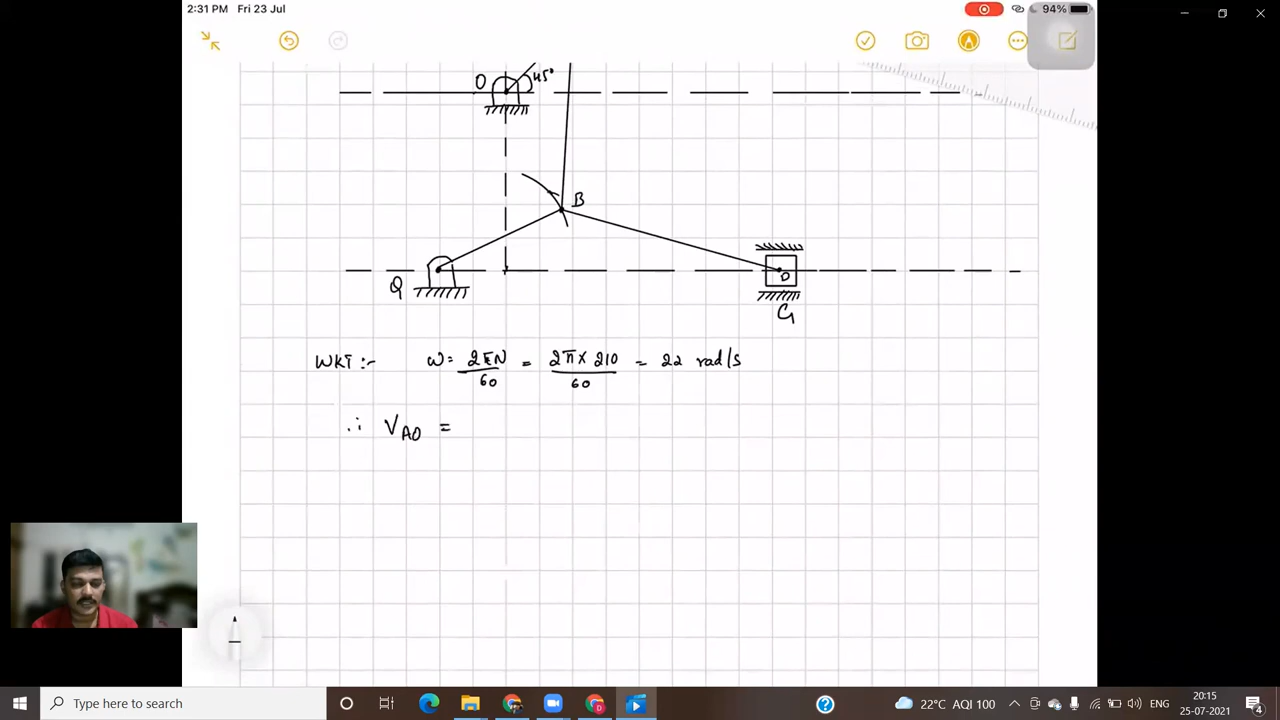 2:31 PM Fri 23 Jul
94%
O
45°
B
Q
D
G
WKT :- ω = 2πN/60 = 2π × 210/60 = 22 rad/s
∴ V_AO =
Type here to search
22°C AQI 100
ENG
20:15
25-07-2021
4